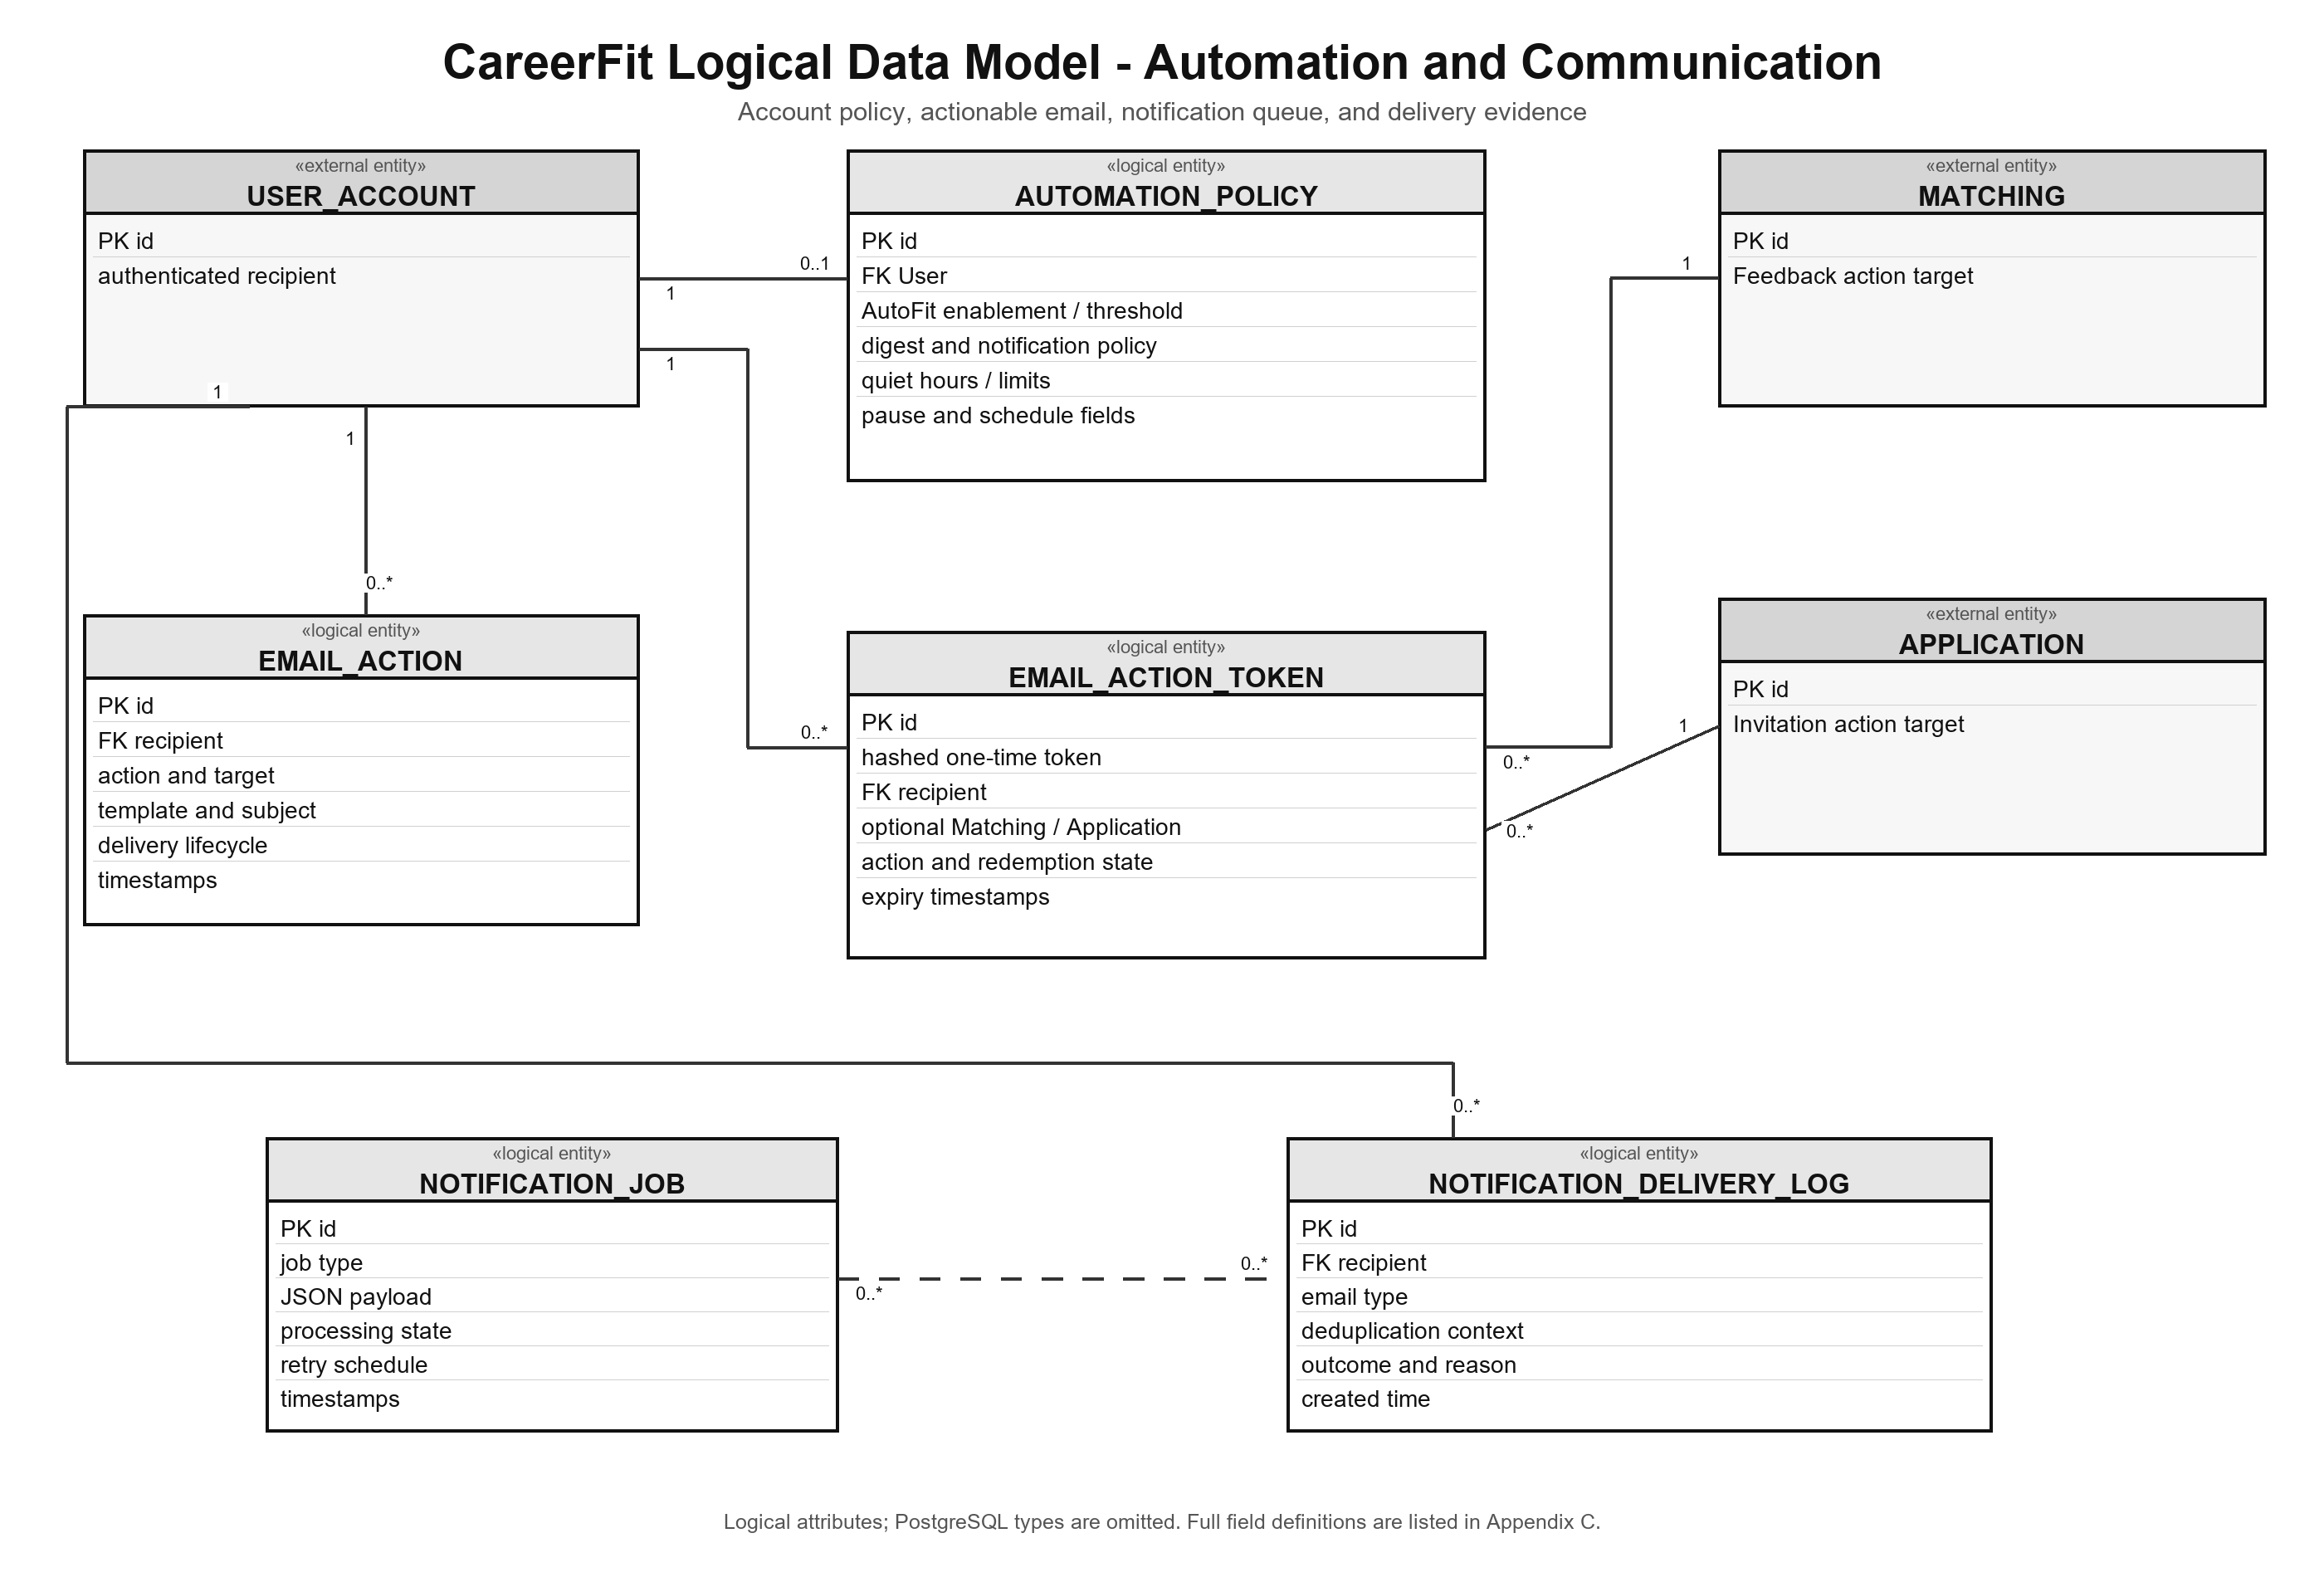 CareerFit Logical Data Model - Automation and Communication
Account policy, actionable email, notification queue, and delivery evidence
«external entity»
USER_ACCOUNT
PK id
authenticated recipient
1
1
1
1
«logical entity»
AUTOMATION_POLICY
0..1
PK id
FK User
AutoFit enablement / threshold
digest and notification policy
quiet hours / limits
pause and schedule fields
«external entity»
MATCHING
1
PK id
Feedback action target
0..*
«logical entity»
EMAIL_ACTION
PK id
FK recipient
action and target
template and subject
delivery lifecycle
timestamps
«logical entity»
EMAIL_ACTION_TOKEN
0..*
PK id
hashed one-time token
FK recipient
optional Matching / Application
action and redemption state
expiry timestamps
0..*
0..*
«external entity»
APPLICATION
1
PK id
Invitation action target
0..*
«logical entity»
NOTIFICATION_JOB
PK id
job type
JSON payload
processing state
retry schedule
timestamps
0..*
0..*
«logical entity»
NOTIFICATION_DELIVERY_LOG
PK id
FK recipient
email type
deduplication context
outcome and reason
created time
Logical attributes; PostgreSQL types are omitted. Full field definitions are listed in Appendix C.